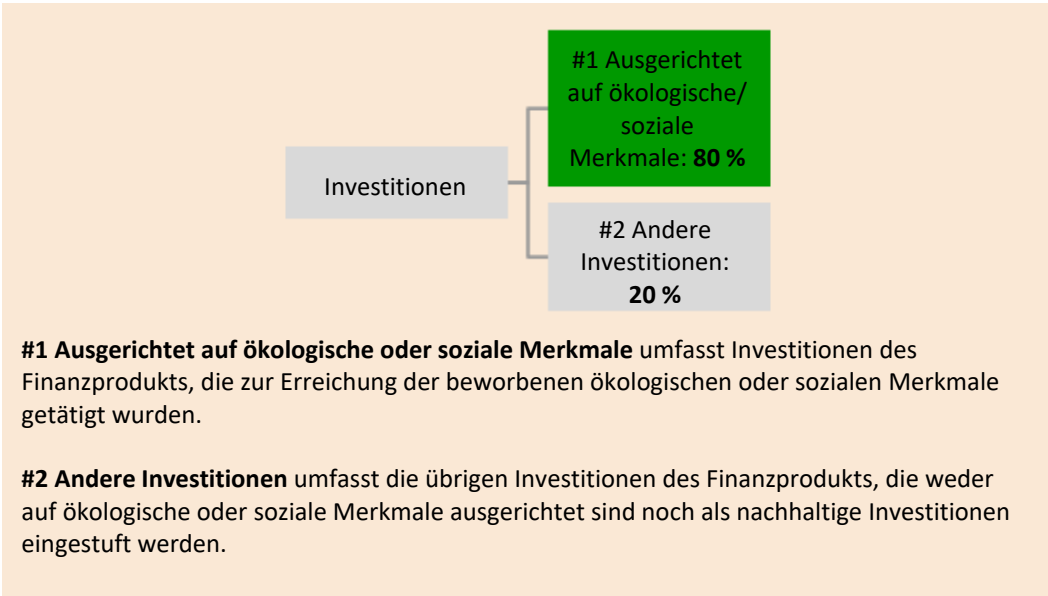 #1 Ausgerichtet
auf ökologische/
soziale
Merkmale: 80 %
Investitionen
#2 Andere
Investitionen:
20 %
#1 Ausgerichtet auf ökologische oder soziale Merkmale umfasst Investitionen des
Finanzprodukts, die zur Erreichung der beworbenen ökologischen oder sozialen Merkmale
getätigt wurden.
#2 Andere Investitionen umfasst die übrigen Investitionen des Finanzprodukts, die weder
auf ökologische oder soziale Merkmale ausgerichtet sind noch als nachhaltige Investitionen
eingestuft werden.